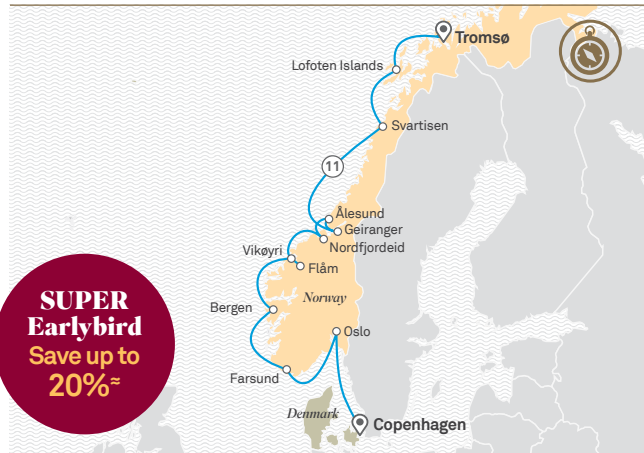 Tromsø
Lofoten Islands
Svartisen
11
Ålesund
Geiranger
Nordfjordeid
Vikøyri
Flåm
Norway
Bergen
Oslo
Farsund
Denmark
Copenhagen
SUPER
Earlybird
Save up to
20%≈